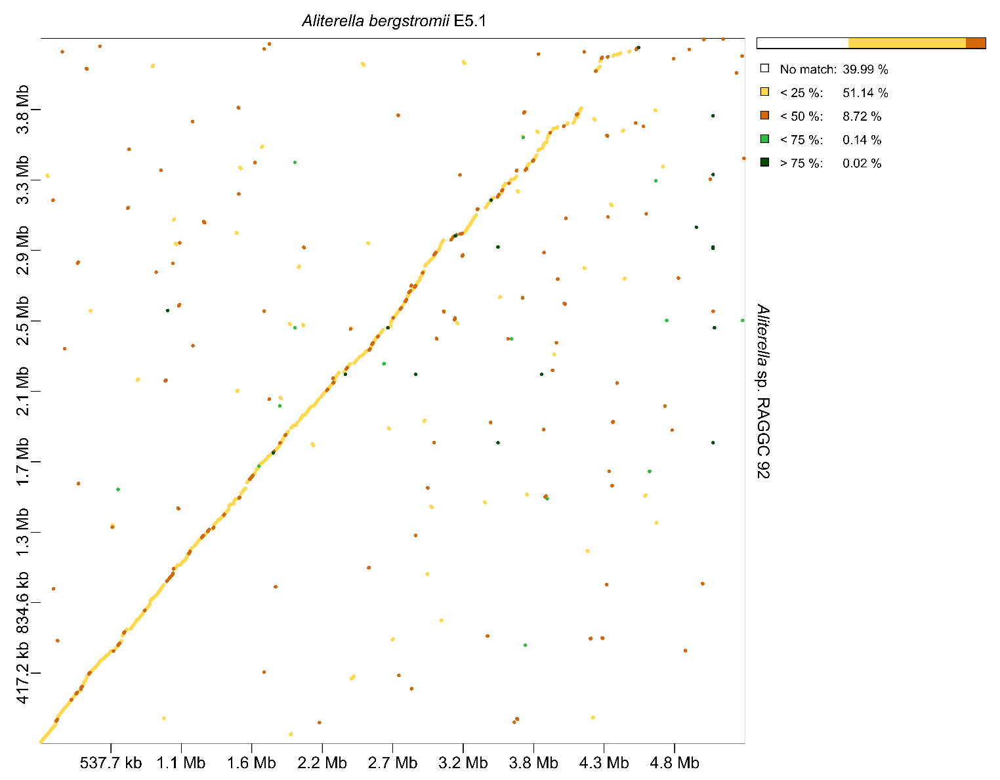 Aliterella bergstromii E5.1
No match: 39.99 %
< 25 %: 51.14 %
< 50 %: 8.72 %
< 75 %: 0.14 %
> 75 %: 0.02 %
3.8 Mb
3.3 Mb
2.9 Mb
2.5 Mb
2.1 Mb
1.7 Mb
1.3 Mb
834.6 kb
417.2 kb
Aliterella sp. RAGGC 92
537.7 kb 1.1 Mb 1.6 Mb 2.2 Mb 2.7 Mb 3.2 Mb 3.8 Mb 4.3 Mb 4.8 Mb